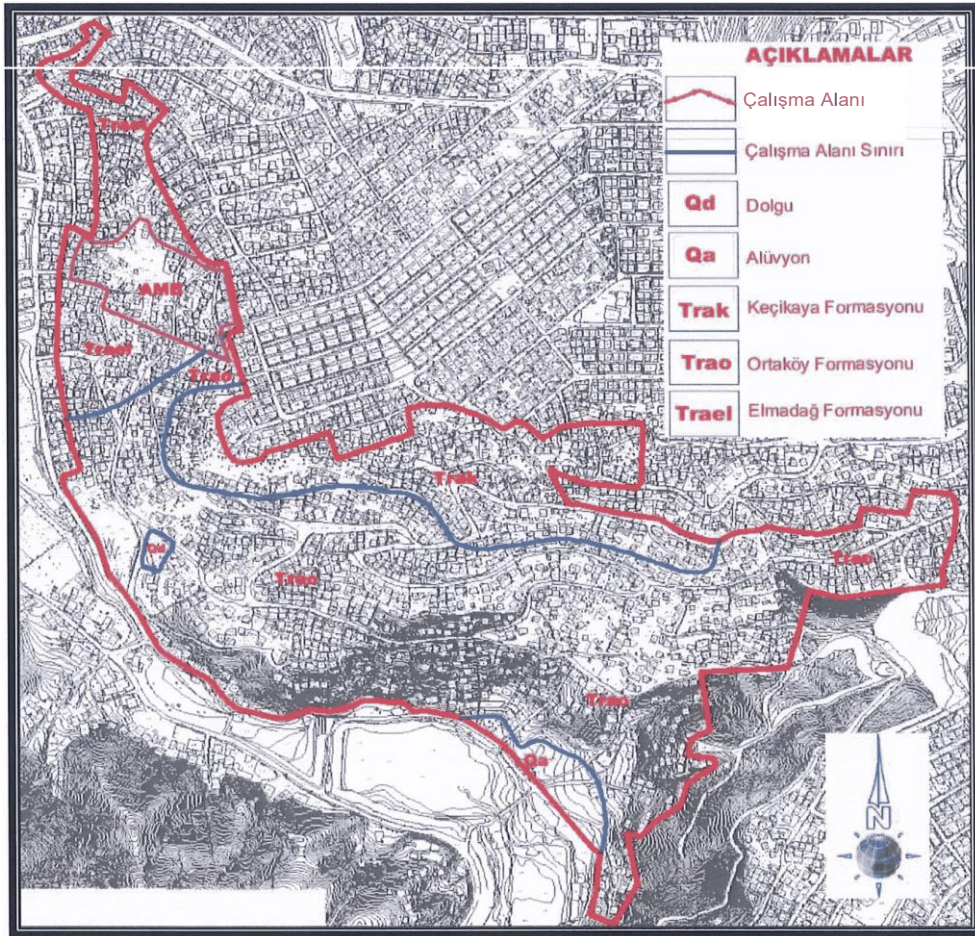 AÇIKLAMALAR
Çalışma Alanı
Çalışma Alanı Sınırı
Qd Dolgu
Qa Alüvyon
Trak Keçikaya Formasyonu
Trao Ortaköy Formasyonu
Trael Elmadağ Formasyonu
Trael
AMB
Trael
Trao
Trak
Qd
Trao
Trao
Trao
Qa
N